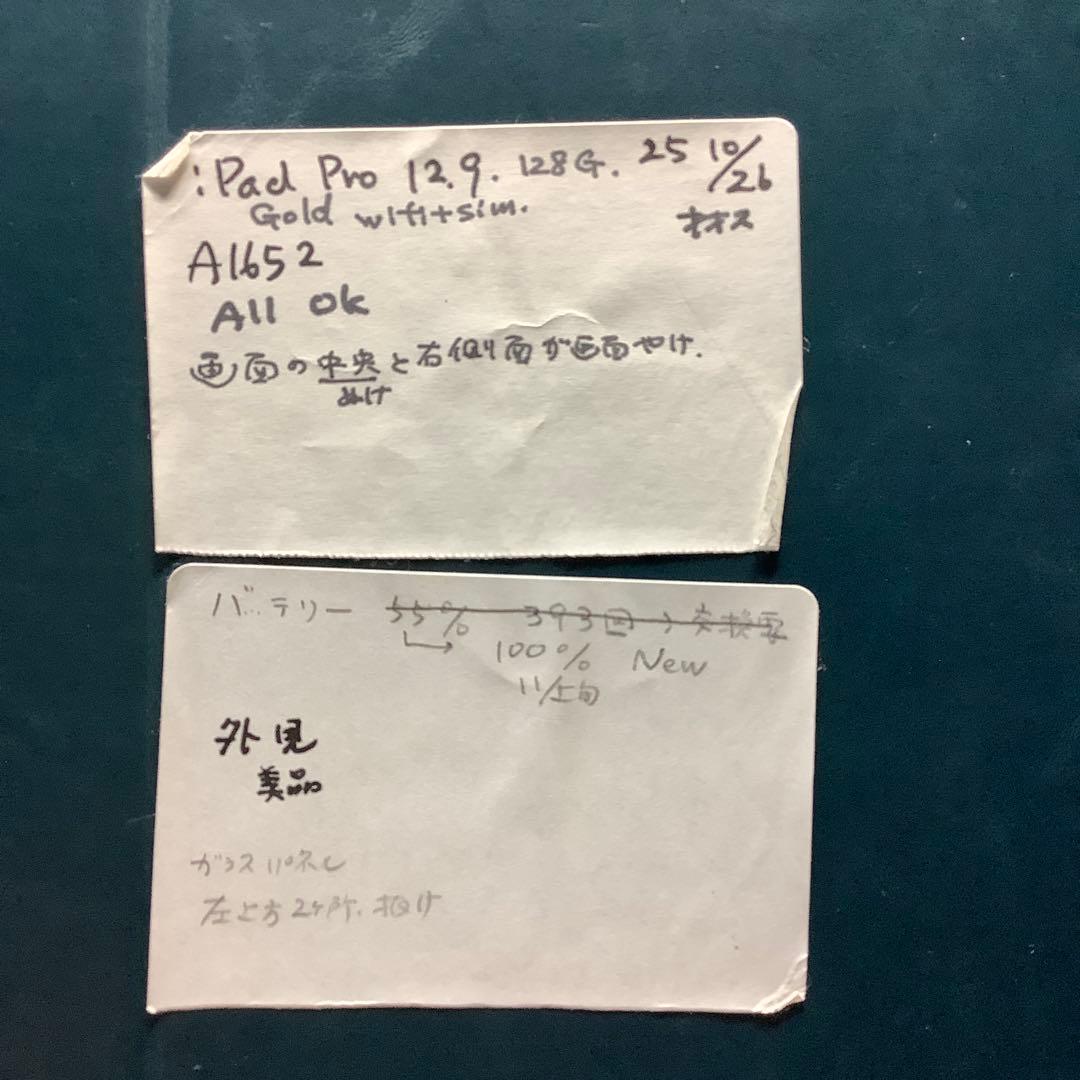 iPad Pro 12.9. 128G. 25 10/26
Gold wifi+sim.
オオス
A1652
All Ok
画面の中央と右側面が画面やけ.
ぬけ
バッテリー 55% 393回→交換要
100% New
11/上旬
外見
美品
ガラスパネル
左上方2ヶ所、抜け